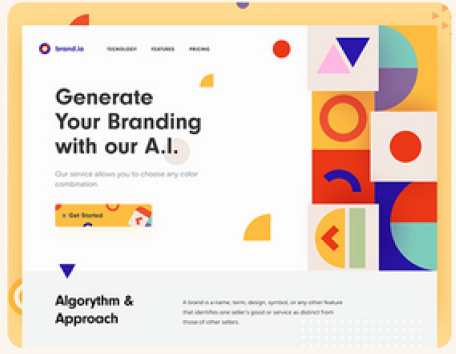 brand.io
TECNOLOGY FEATURES PRICING
Generate
Your Branding
with our A.I.
Our service allows you to choose any color
combination.
Get Started
Algorythm &
Approach
A brand is a name, term, design, symbol, or any other feature
that identifies one seller's good or service as distinct from
those of other sellers.